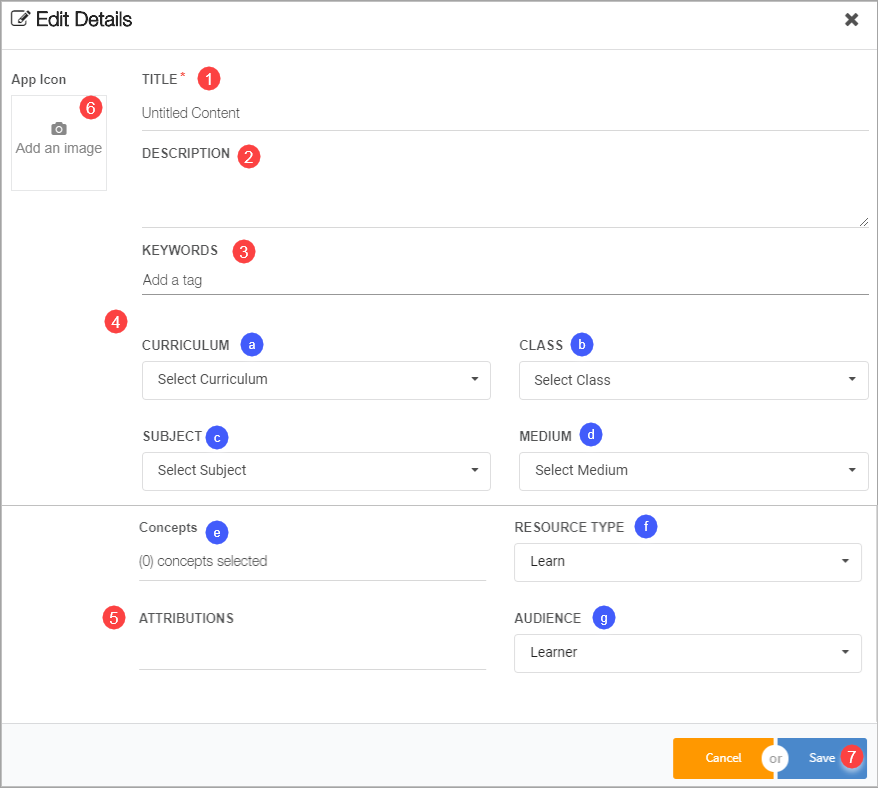 Edit Details
App Icon
TITLE* 1
6
Add an image
Untitled Content
DESCRIPTION 2
KEYWORDS 3
Add a tag
4
CURRICULUM a CLASS b
Select Curriculum Select Class
SUBJECT c MEDIUM d
Select Subject Select Medium
Concepts e RESOURCE TYPE f
(0) concepts selected Learn
5 ATTRIBUTIONS AUDIENCE g
Learner
Cancel or Save 7